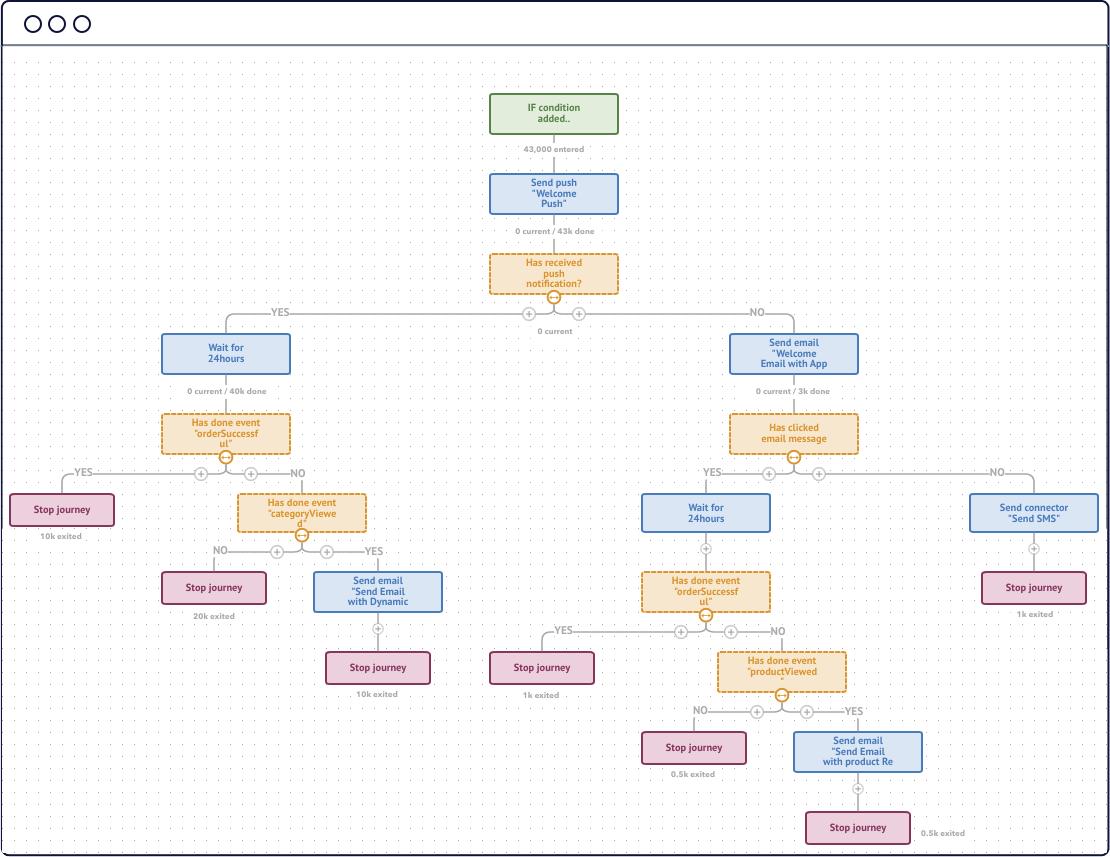 IF condition
added..
43,000 entered
Send push
"Welcome
Push"
0 current / 43k done
Has received
push
notification?
YES
NO
0 current
Wait for
24hours
Send email
"Welcome
Email with App
0 current / 40k done
0 current / 3k done
Has done event
"orderSuccessf
ul"
Has clicked
email message
YES
NO
YES
NO
Stop journey
10k exited
Has done event
"categoryViewe
d"
Wait for
24hours
Send connector
"Send SMS"
NO
YES
Stop journey
20k exited
Send email
"Send Email
with Dynamic
Has done event
"orderSuccessf
ul"
Stop journey
1k exited
YES
NO
Stop journey
10k exited
Stop journey
1k exited
Has done event
"productViewed
"
NO
YES
Stop journey
0.5k exited
Send email
"Send Email
with product Re
Stop journey
0.5k exited